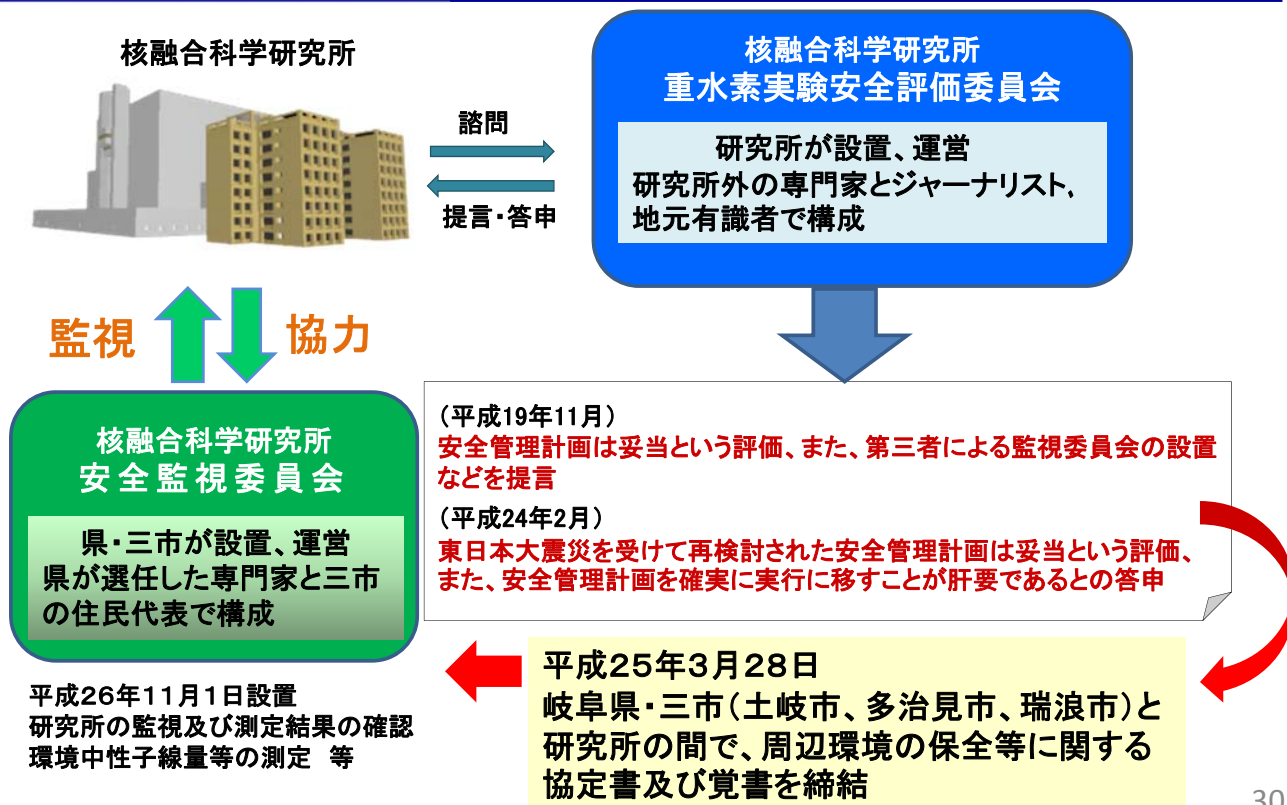 核融合科学研究所
諮問
提言・答申
核融合科学研究所
重水素実験安全評価委員会
研究所が設置、運営
研究所外の専門家とジャーナリスト,
地元有識者で構成
監視
協力
核融合科学研究所
安全監視委員会
県・三市が設置、運営
県が選任した専門家と三市
の住民代表で構成
平成26年11月1日設置
研究所の監視及び測定結果の確認
環境中性子線量等の測定 等
(平成19年11月)
安全管理計画は妥当という評価、また、第三者による監視委員会の設置
などを提言
(平成24年2月)
東日本大震災を受けて再検討された安全管理計画は妥当という評価、
また、安全管理計画を確実に実行に移すことが肝要であるとの答申
平成25年3月28日
岐阜県・三市(土岐市、多治見市、瑞浪市)と
研究所の間で、周辺環境の保全等に関する
協定書及び覚書を締結
30